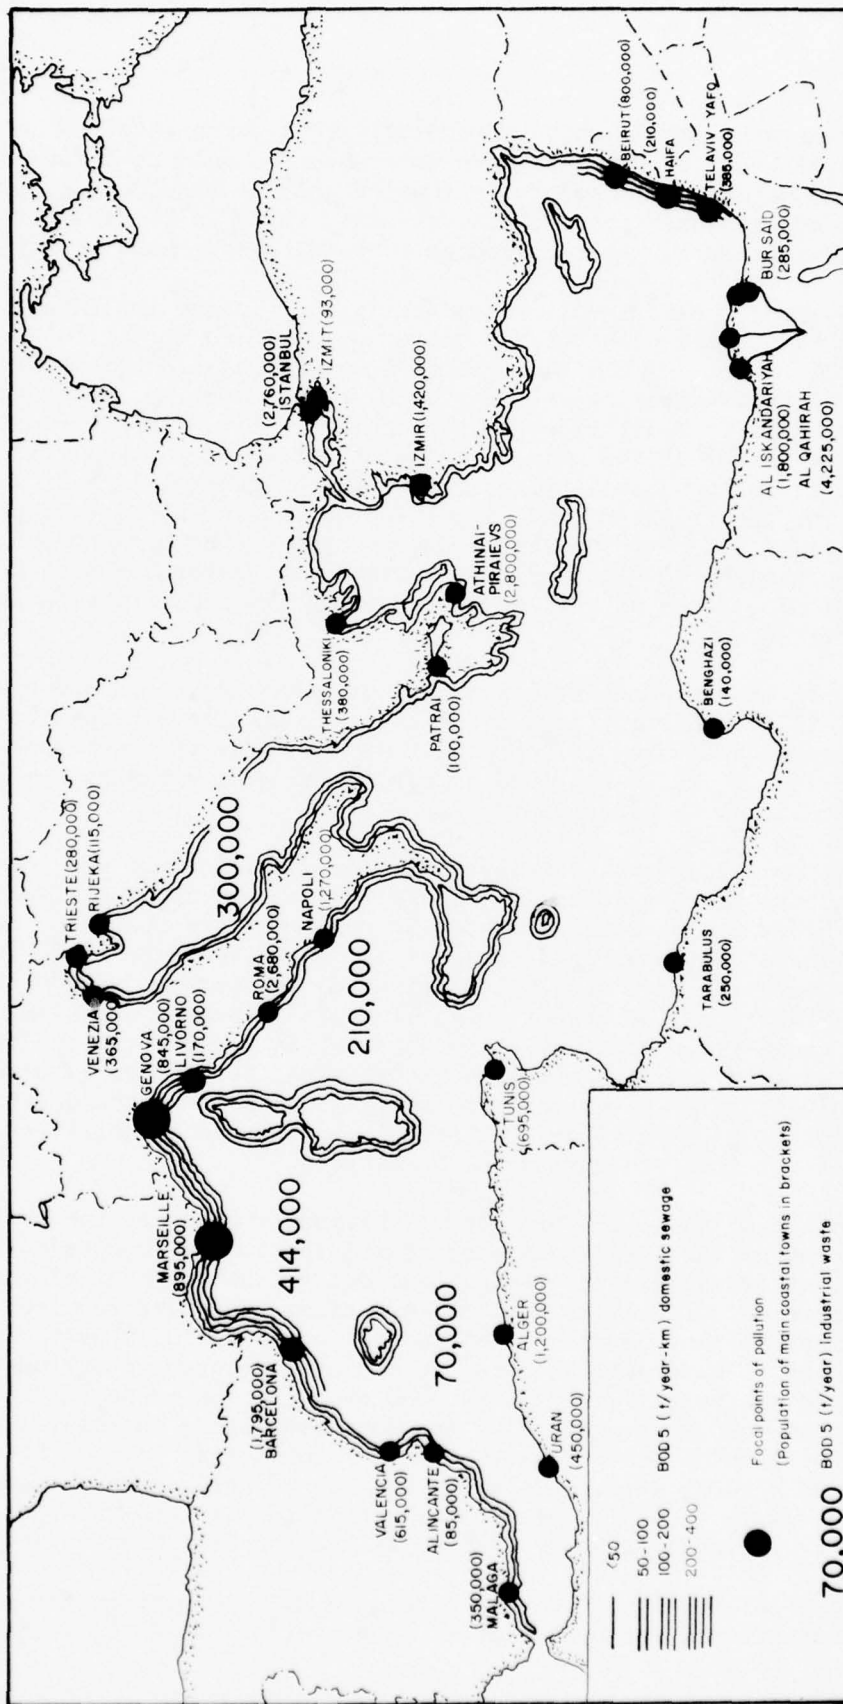 TRIESTE (280,000)
RIJEKA (115,000)
VENEZIA
(365,000)
GENOVA
(845,000)
LIVORNO
(170,000)
ROMA
(2,680,000)
NAPOLI
(1,270,000)
MARSEILLE
(895,000)
(1,795,000)
BARCELONA
VALENCIA
(615,000)
ALINCANTE
(85,000)
(350,000)
MALAGA
300,000
210,000
414,000
70,000
THESSALONIKI
(380,000)
PATRAI
(100,000)
ATHINAI-
PIRAIEVS
(2,800,000)
(2,760,000)
ISTANBUL
IZMIT (93,000)
IZMIR (1,420,000)
BEIRUT (800,000)
(210,000)
HAIFA
TELAVIV - YAFO
(385,000)
BUR SAID
(285,000)
AL ISKANDARIYAH
(1,800,000)
AL QAHIRAH
(4,225,000)
BENGHAZI
(140,000)
TARABULUS
(250,000)
TUNIS
(695,000)
ALGER
(1,200,000)
URAN
(450,000)
<50
50-100
100-200 BOD 5 (t/year-km) domestic sewage
200-400
Focal points of pollution
(Population of main coastal towns in brackets)
70,000 BOD 5 (t/year) Industrial waste